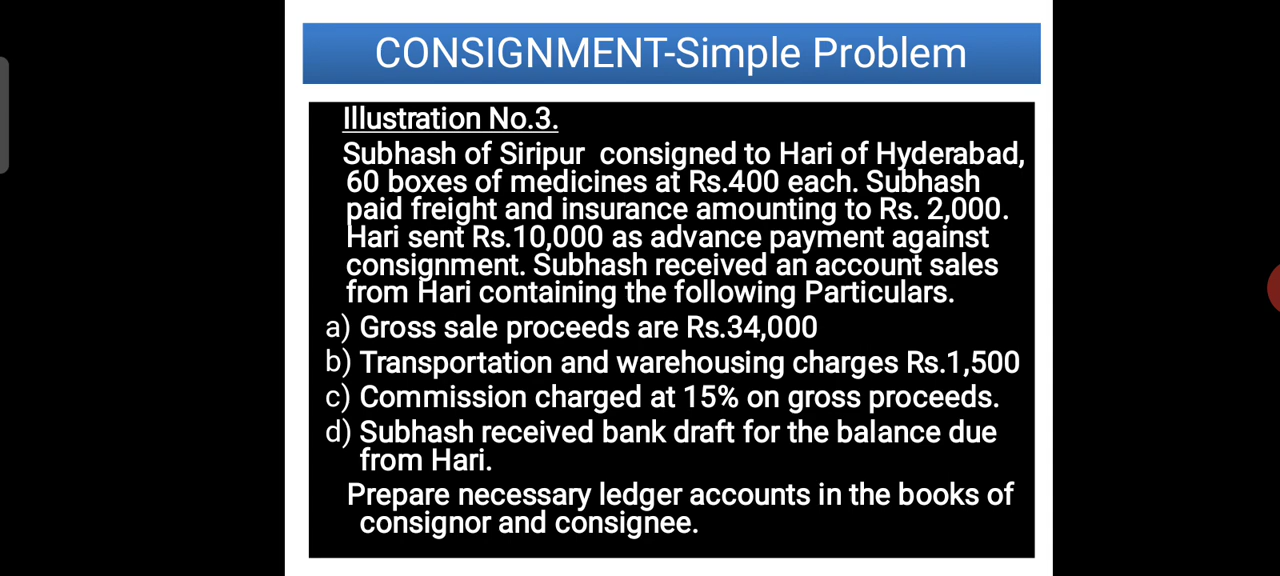 CONSIGNMENT-Simple Problem
Illustration No.3.
Subhash of Siripur consigned to Hari of Hyderabad,
60 boxes of medicines at Rs.400 each. Subhash
paid freight and insurance amounting to Rs. 2,000.
Hari sent Rs.10,000 as advance payment against
consignment. Subhash received an account sales
from Hari containing the following Particulars.
a) Gross sale proceeds are Rs.34,000
b) Transportation and warehousing charges Rs.1,500
c) Commission charged at 15% on gross proceeds.
d) Subhash received bank draft for the balance due
from Hari.
Prepare necessary ledger accounts in the books of
consignor and consignee.